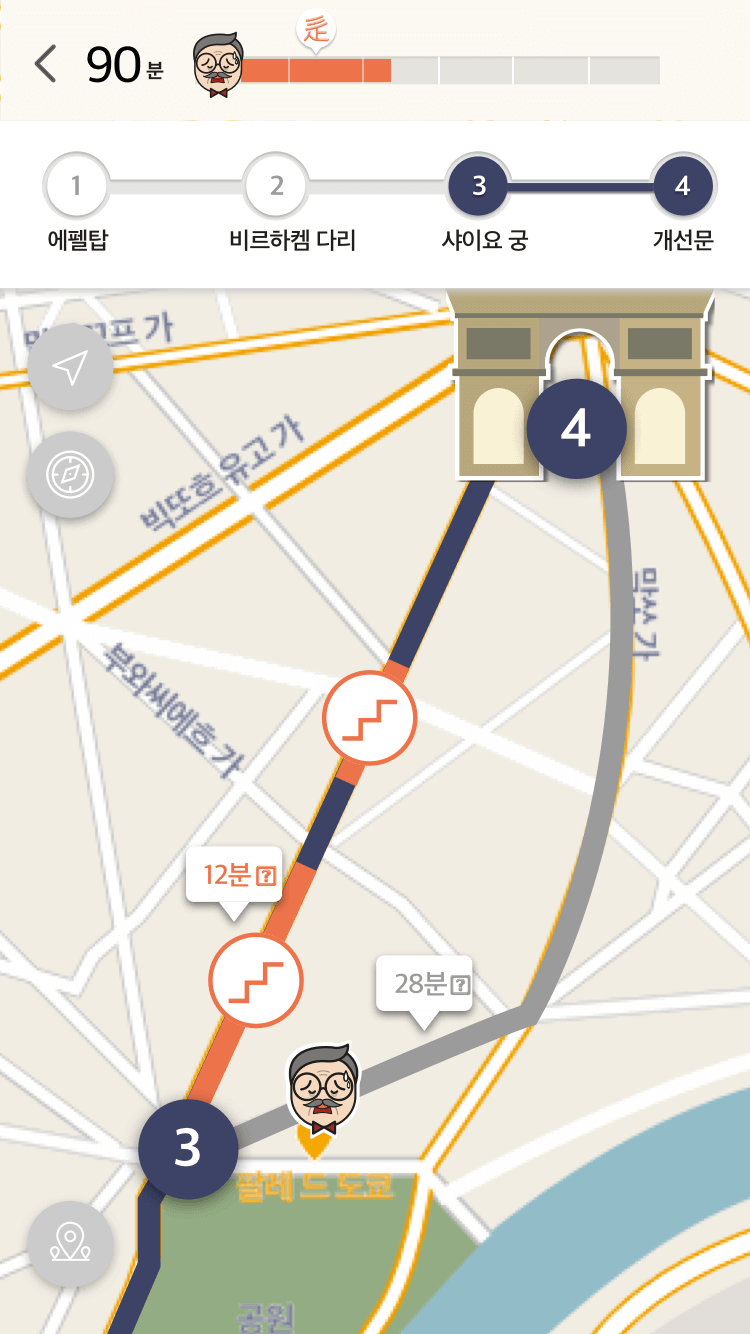 90분
1
2
3
4
에펠탑
비르하켐 다리
샤이요 궁
개선문
4
빅또흐 유고 가
부와씨에흐 가
12분
28분
3
팔레 드 도쿄
공원